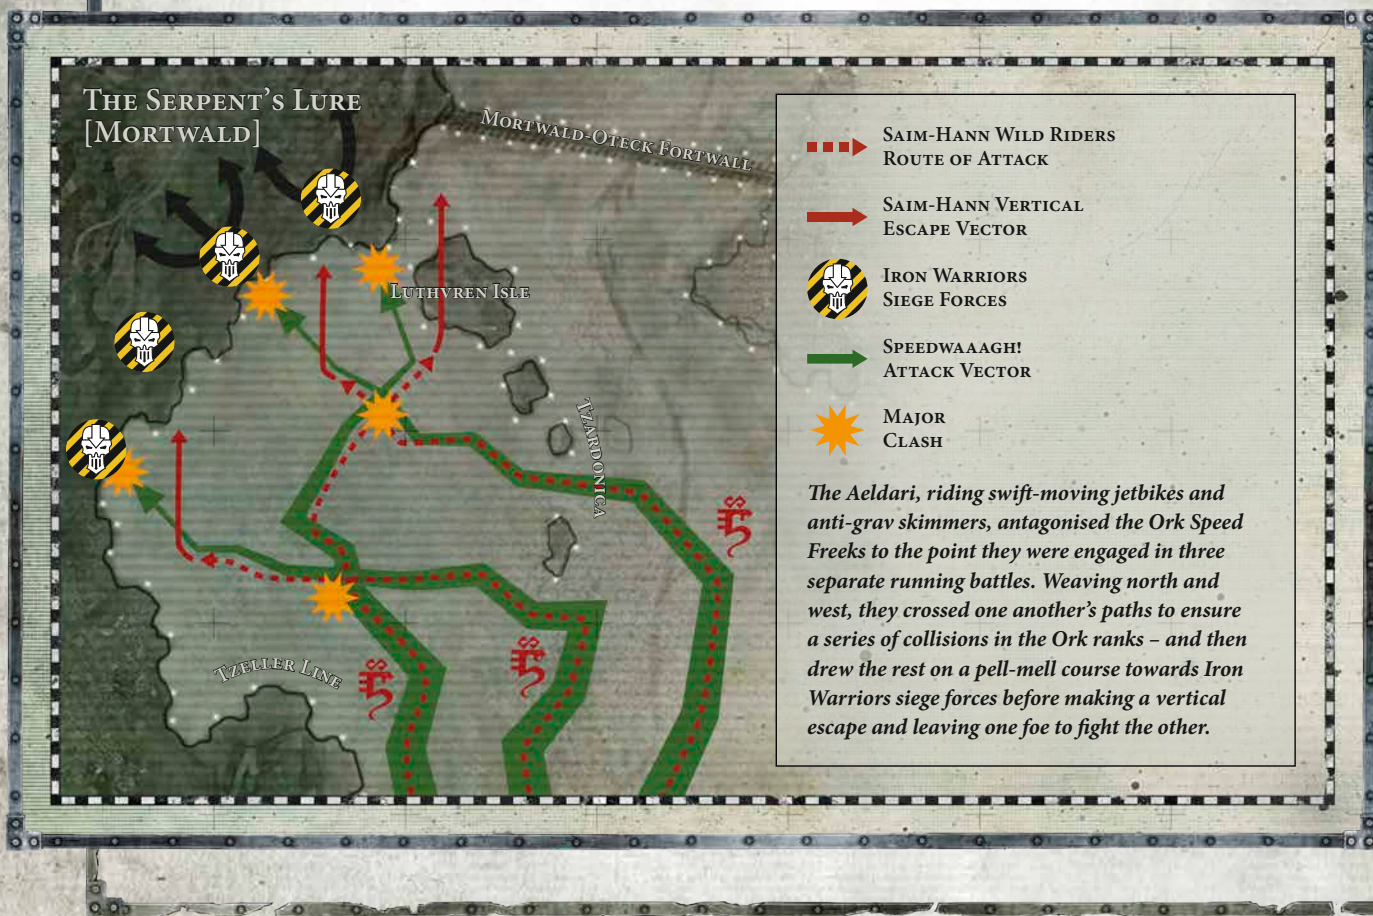 The Serpent's Lure
[Mortwald]
Mortwald-Oteck Fortwall
Luthvren Isle
Tzardonica
Tzeller Line
Saim-Hann Wild Riders
Route of Attack
Saim-Hann Vertical
Escape Vector
Iron Warriors
Siege Forces
Speedwaaagh!
Attack Vector
Major
Clash
The Aeldari, riding swift-moving jetbikes and
anti-grav skimmers, antagonised the Ork Speed
Freeks to the point they were engaged in three
separate running battles. Weaving north and
west, they crossed one another's paths to ensure
a series of collisions in the Ork ranks – and then
drew the rest on a pell-mell course towards Iron
Warriors siege forces before making a vertical
escape and leaving one foe to fight the other.